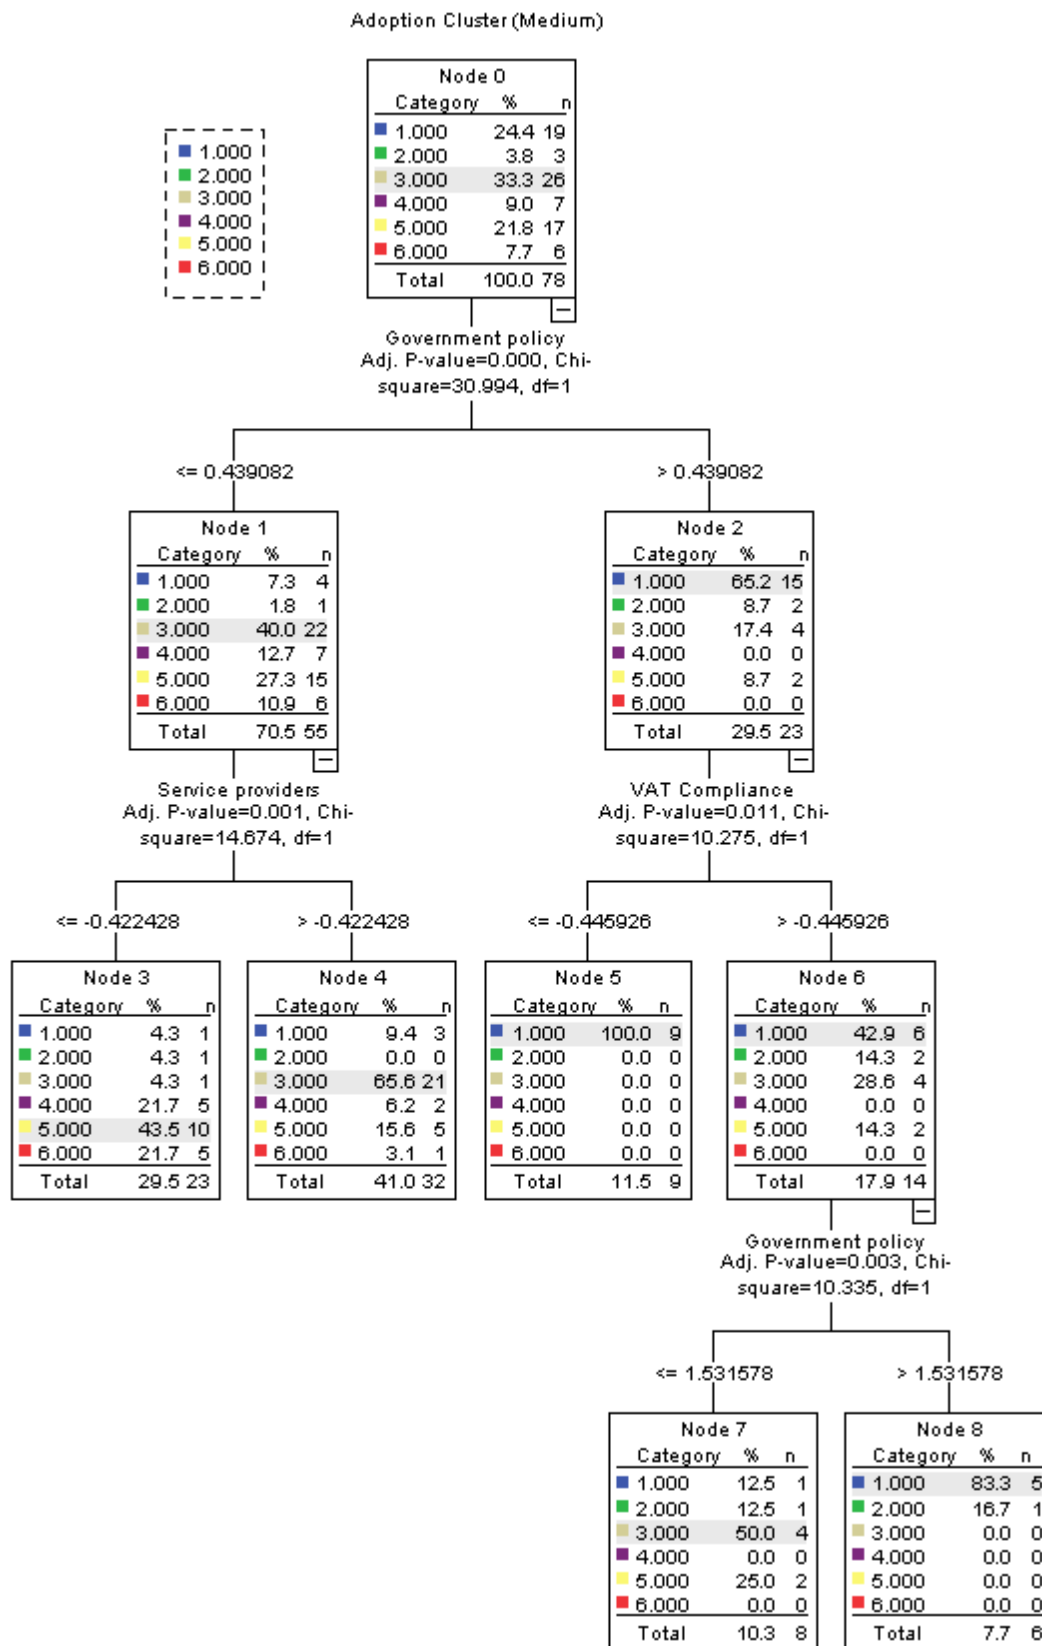 Adoption Cluster (Medium)
1.000
2.000
3.000
4.000
5.000
6.000
Node 0
Category % n
1.000 24.4 19
2.000 3.8 3
3.000 33.3 26
4.000 9.0 7
5.000 21.8 17
6.000 7.7 6
Total 100.0 78
Government policy
Adj. P-value=0.000, Chi-
square=30.994, df=1
<= 0.439082
> 0.439082
Node 1
Category % n
1.000 7.3 4
2.000 1.8 1
3.000 40.0 22
4.000 12.7 7
5.000 27.3 15
6.000 10.9 6
Total 70.5 55
Node 2
Category % n
1.000 65.2 15
2.000 8.7 2
3.000 17.4 4
4.000 0.0 0
5.000 8.7 2
6.000 0.0 0
Total 29.5 23
Service providers
Adj. P-value=0.001, Chi-
square=14.674, df=1
VAT Compliance
Adj. P-value=0.011, Chi-
square=10.275, df=1
<= -0.422428
> -0.422428
<= -0.445926
> -0.445926
Node 3
Category % n
1.000 4.3 1
2.000 4.3 1
3.000 4.3 1
4.000 21.7 5
5.000 43.5 10
6.000 21.7 5
Total 29.5 23
Node 4
Category % n
1.000 9.4 3
2.000 0.0 0
3.000 65.6 21
4.000 6.2 2
5.000 15.6 5
6.000 3.1 1
Total 41.0 32
Node 5
Category % n
1.000 100.0 9
2.000 0.0 0
3.000 0.0 0
4.000 0.0 0
5.000 0.0 0
6.000 0.0 0
Total 11.5 9
Node 6
Category % n
1.000 42.9 6
2.000 14.3 2
3.000 28.6 4
4.000 0.0 0
5.000 14.3 2
6.000 0.0 0
Total 17.9 14
Government policy
Adj. P-value=0.003, Chi-
square=10.335, df=1
<= 1.531578
> 1.531578
Node 7
Category % n
1.000 12.5 1
2.000 12.5 1
3.000 50.0 4
4.000 0.0 0
5.000 25.0 2
6.000 0.0 0
Total 10.3 8
Node 8
Category % n
1.000 83.3 5
2.000 16.7 1
3.000 0.0 0
4.000 0.0 0
5.000 0.0 0
6.000 0.0 0
Total 7.7 6